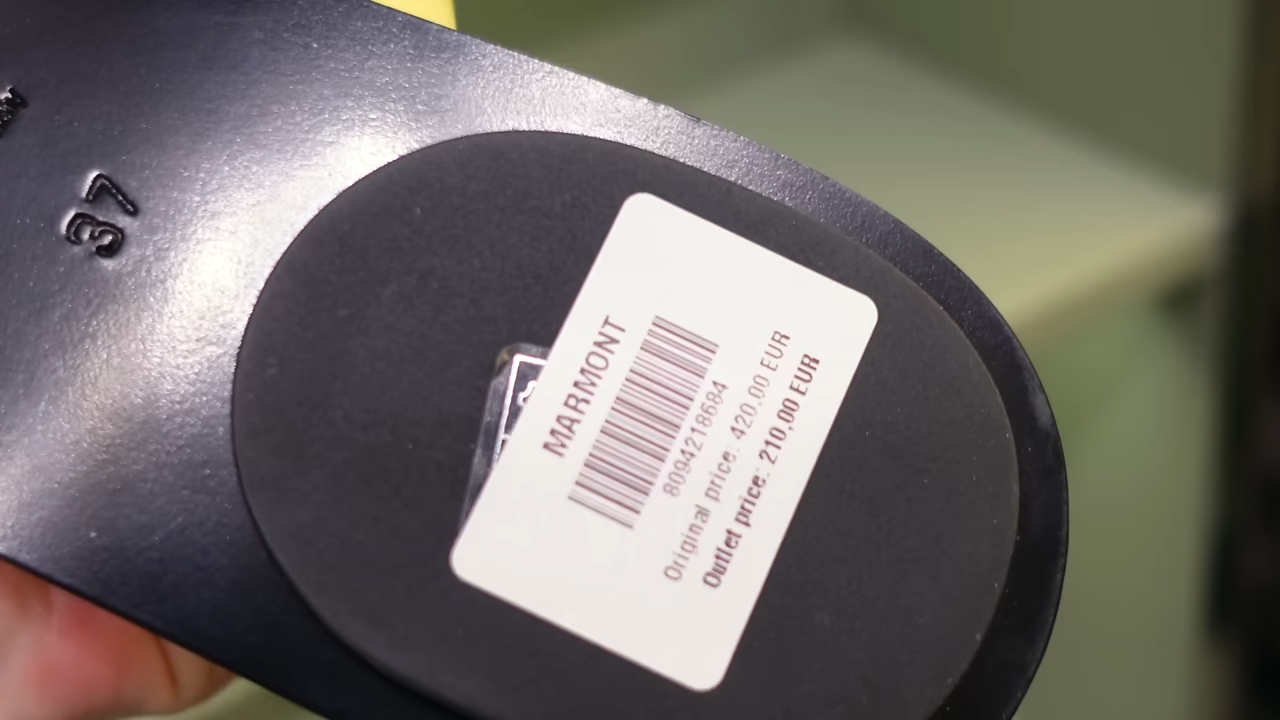 37
MARMONT
8094218684
Original price: 420.00 EUR
Outlet price: 210,00 EUR